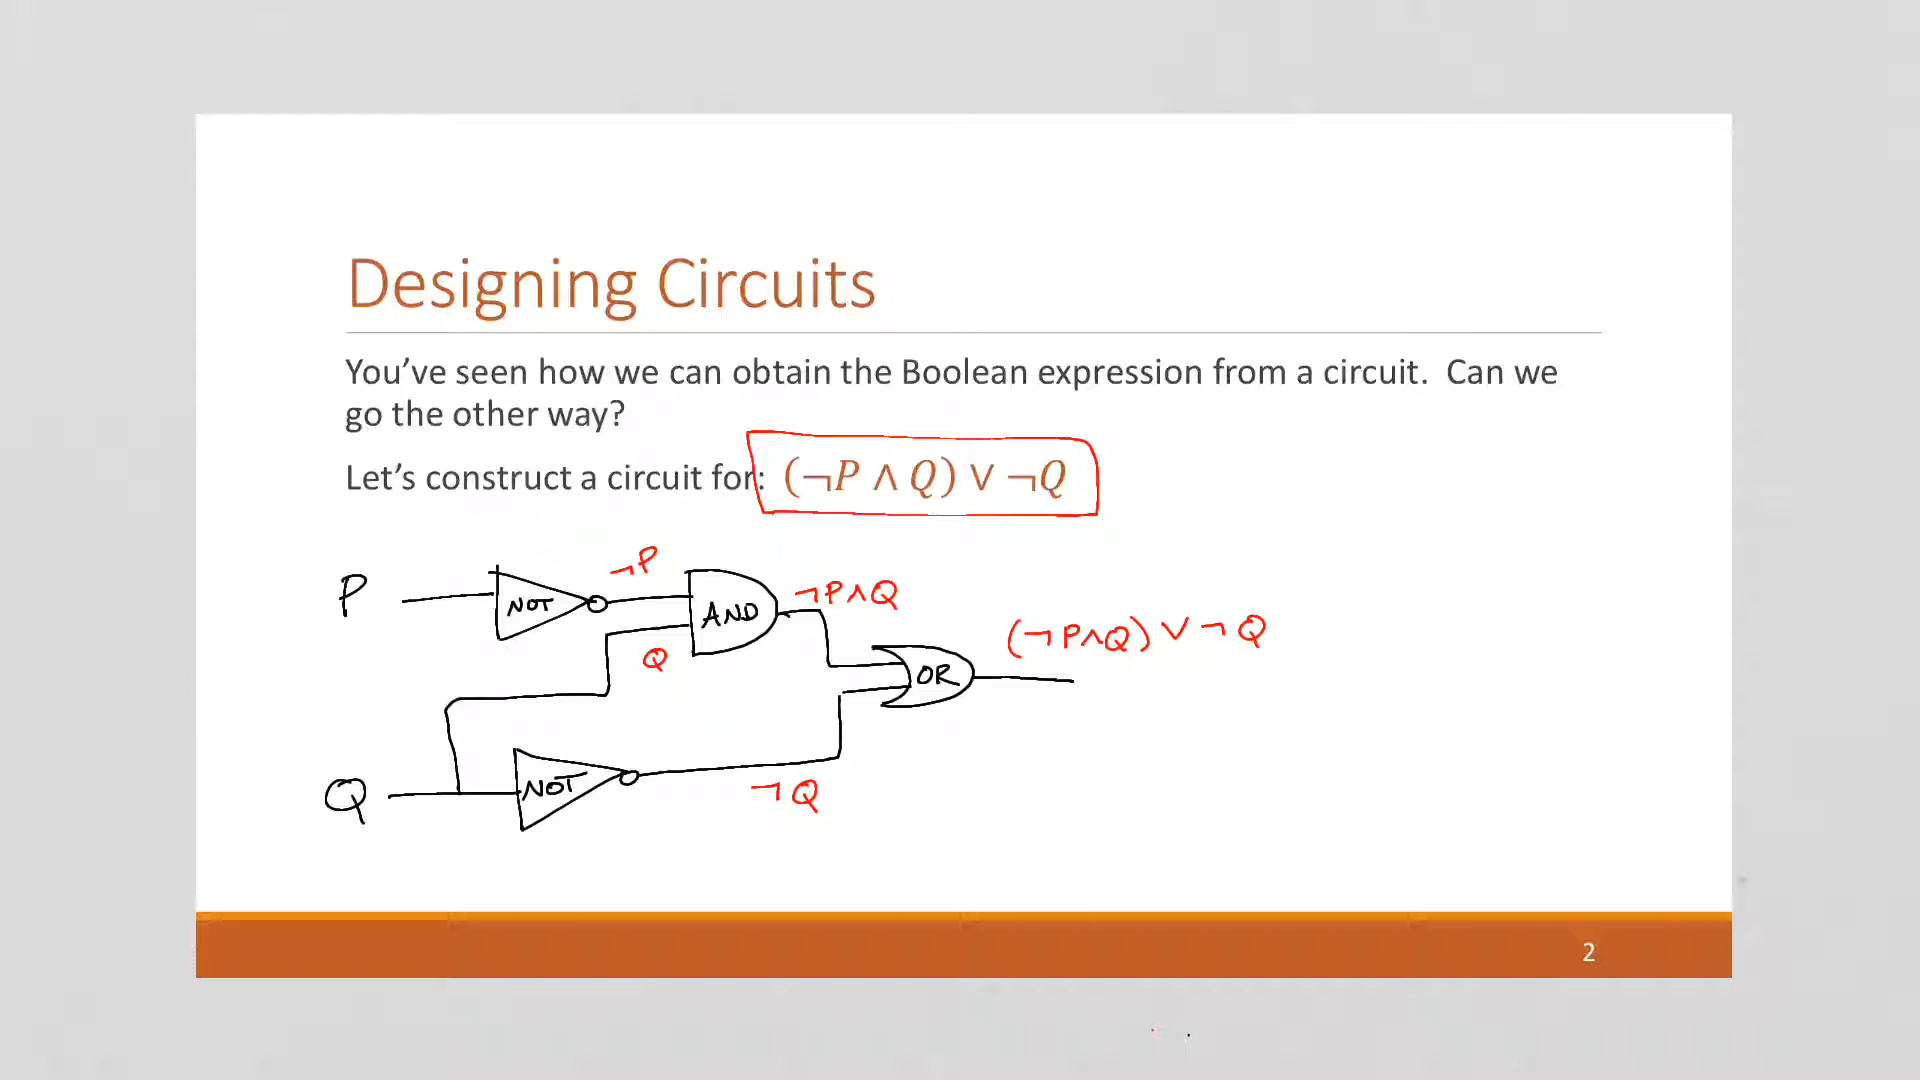 Designing Circuits
You’ve seen how we can obtain the Boolean expression from a circuit. Can we
go the other way?
Let’s construct a circuit for: (¬P ∧ Q) ∨ ¬Q
¬P
P
NOT
AND
¬P∧Q
Q
(¬P∧Q) ∨ ¬Q
OR
Q
NOT
¬Q
2